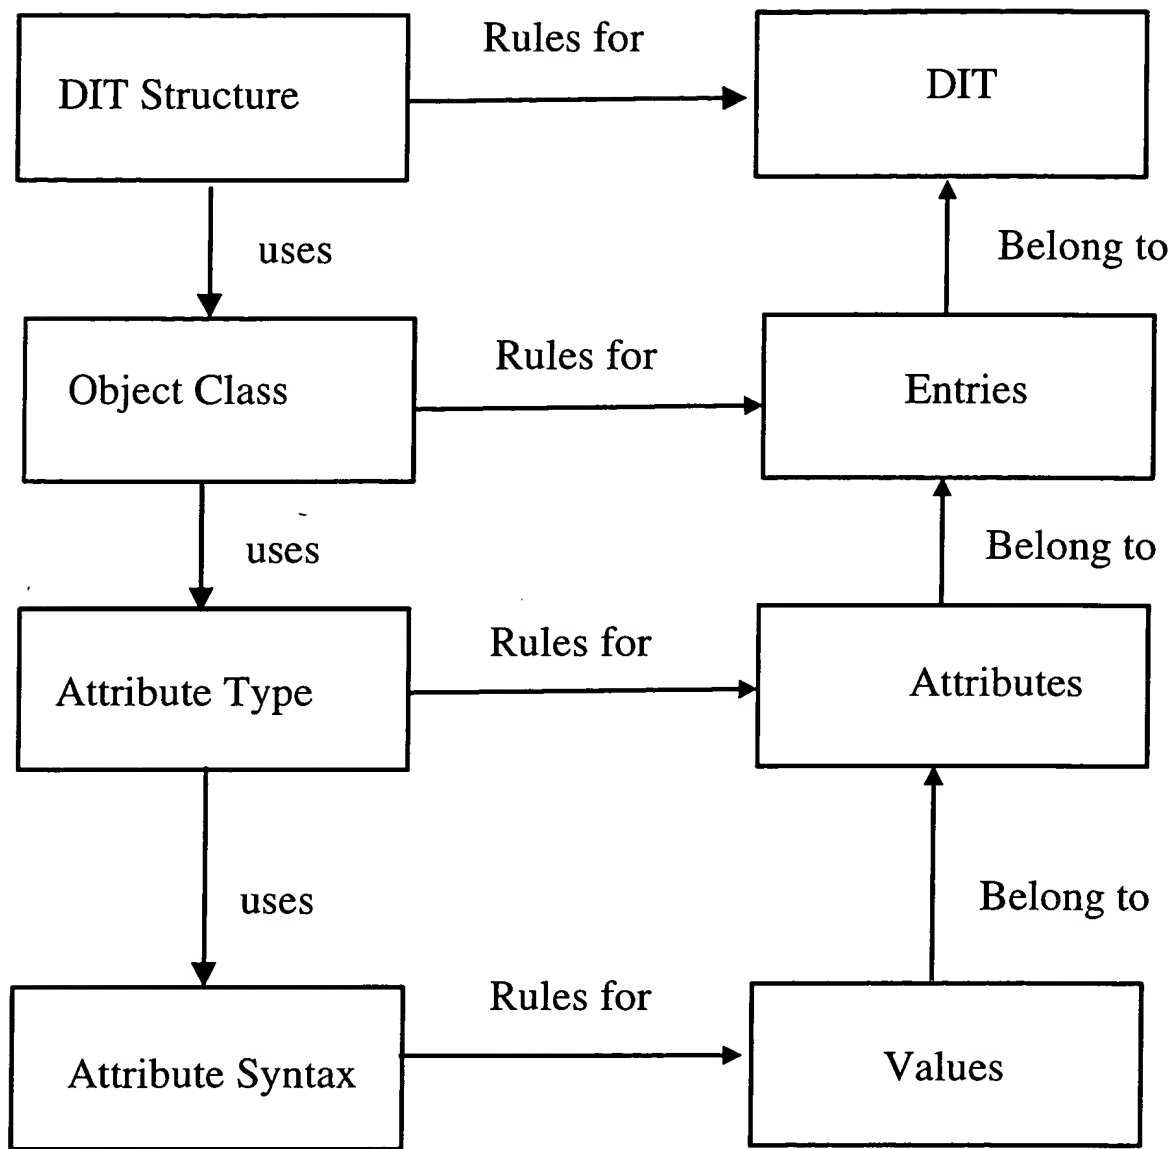 Rules for
DIT Structure
DIT
uses
Belong to
Rules for
Object Class
Entries
uses
Belong to
Rules for
Attribute Type
Attributes
uses
Belong to
Rules for
Attribute Syntax
Values